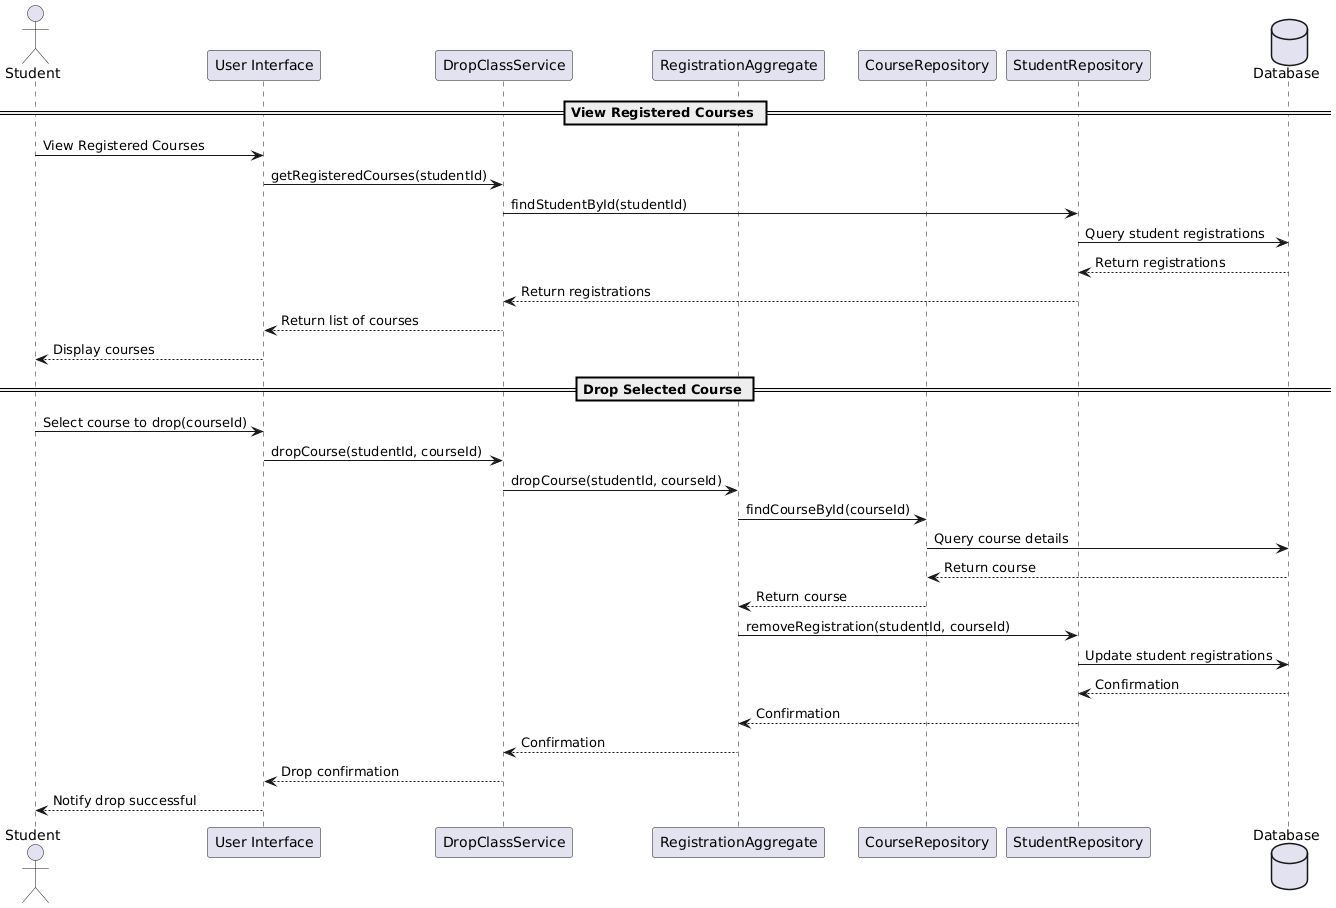 Student
User Interface
DropClassService
RegistrationAggregate
CourseRepository
StudentRepository
Database
View Registered Courses
View Registered Courses
getRegisteredCourses(studentId)
findStudentById(studentId)
Query student registrations
Return registrations
Return registrations
Return list of courses
Display courses
Drop Selected Course
Select course to drop(courseId)
dropCourse(studentId, courseId)
dropCourse(studentId, courseId)
findCourseById(courseId)
Query course details
Return course
Return course
removeRegistration(studentId, courseId)
Update student registrations
Confirmation
Confirmation
Confirmation
Drop confirmation
Notify drop successful
Student
User Interface
DropClassService
RegistrationAggregate
CourseRepository
StudentRepository
Database